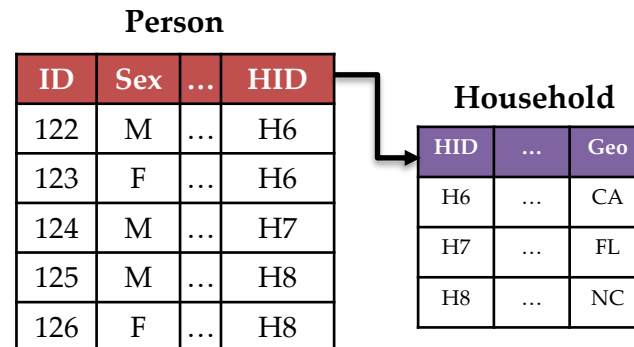 Person
ID Sex … HID
122 M … H6
123 F … H6
124 M … H7
125 M … H8
126 F … H8
Household
HID … Geo
H6 … CA
H7 … FL
H8 … NC